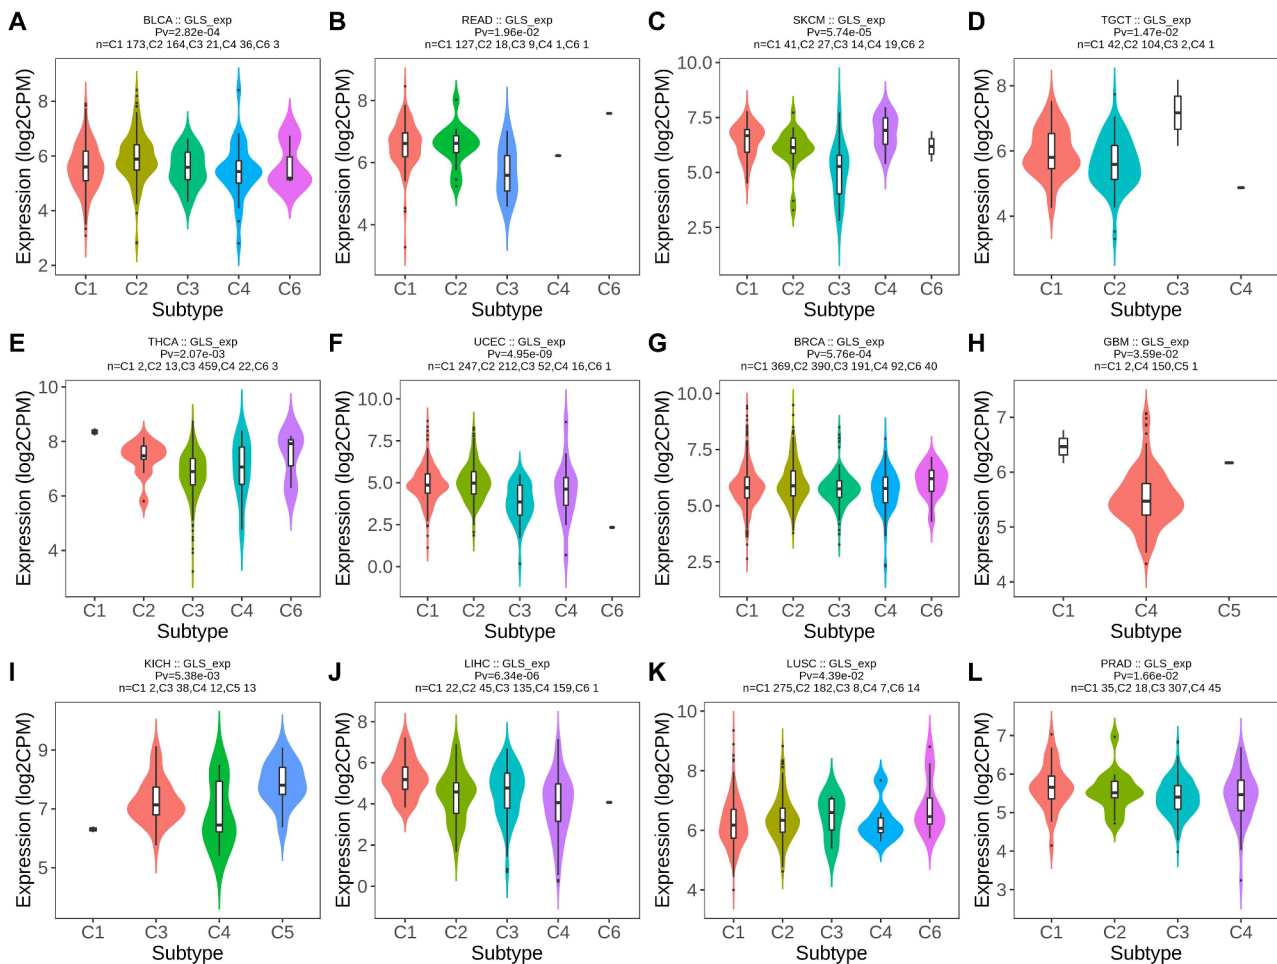 A
BLCA :: GLS_exp
Pv=2.82e-04
n=C1 173,C2 164,C3 21,C4 36,C6 3
Expression (log2CPM)
8
6
4
2
C1 C2 C3 C4 C6
Subtype
B
READ :: GLS_exp
Pv=1.96e-02
n=C1 127,C2 18,C3 9,C4 1,C6 1
Expression (log2CPM)
8
6
4
C1 C2 C3 C4 C6
Subtype
C
SKCM :: GLS_exp
Pv=5.74e-05
n=C1 41,C2 27,C3 14,C4 19,C6 2
Expression (log2CPM)
10.0
7.5
5.0
2.5
C1 C2 C3 C4 C6
Subtype
D
TGCT :: GLS_exp
Pv=1.47e-02
n=C1 42,C2 104,C3 2,C4 1
Expression (log2CPM)
8
6
4
C1 C2 C3 C4
Subtype
E
THCA :: GLS_exp
Pv=2.07e-03
n=C1 2,C2 13,C3 459,C4 22,C6 3
Expression (log2CPM)
10
8
6
4
C1 C2 C3 C4 C6
Subtype
F
UCEC :: GLS_exp
Pv=4.95e-09
n=C1 247,C2 212,C3 52,C4 16,C6 1
Expression (log2CPM)
10.0
7.5
5.0
2.5
0.0
C1 C2 C3 C4 C6
Subtype
G
BRCA :: GLS_exp
Pv=5.76e-04
n=C1 369,C2 390,C3 191,C4 92,C6 40
Expression (log2CPM)
10.0
7.5
5.0
2.5
C1 C2 C3 C4 C6
Subtype
H
GBM :: GLS_exp
Pv=3.59e-02
n=C1 2,C4 150,C5 1
Expression (log2CPM)
7
6
5
4
C1 C4 C5
Subtype
I
KICH :: GLS_exp
Pv=5.38e-03
n=C1 2,C3 38,C4 12,C5 13
Expression (log2CPM)
9
7
5
C1 C3 C4 C5
Subtype
J
LIHC :: GLS_exp
Pv=6.34e-06
n=C1 22,C2 45,C3 135,C4 159,C6 1
Expression (log2CPM)
8
6
4
2
0
C1 C2 C3 C4 C6
Subtype
K
LUSC :: GLS_exp
Pv=4.39e-02
n=C1 275,C2 182,C3 8,C4 7,C6 14
Expression (log2CPM)
10
8
6
4
C1 C2 C3 C4 C6
Subtype
L
PRAD :: GLS_exp
Pv=1.66e-02
n=C1 35,C2 18,C3 307,C4 45
Expression (log2CPM)
7
6
5
4
3
C1 C2 C3 C4
Subtype